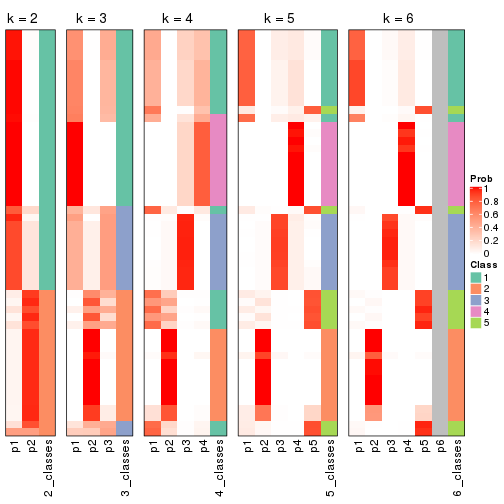 k = 2
k = 3
k = 4
k = 5
k = 6
Prob
1
0.8
0.6
0.4
0.2
0
Class
1
2
3
4
5
p1
p2
2_classes
p1
p2
p3
3_classes
p1
p2
p3
p4
4_classes
p1
p2
p3
p4
p5
5_classes
p1
p2
p3
p4
p5
p6
6_classes